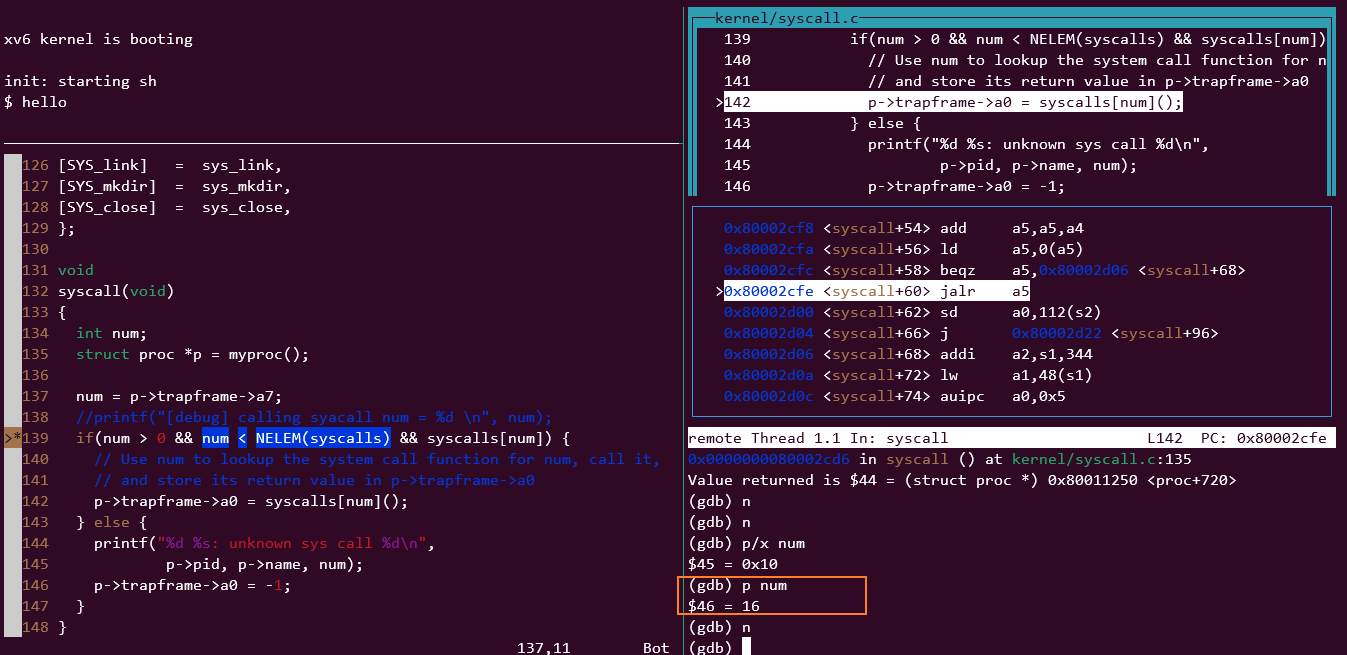 xv6 kernel is booting

init: starting sh
$ hello

126 [SYS_link]   =  sys_link,
127 [SYS_mkdir]  =  sys_mkdir,
128 [SYS_close]  =  sys_close,
129 };
130
131 void
132 syscall(void)
133 {
134   int num;
135   struct proc *p = myproc();
136
137   num = p->trapframe->a7;
138   //printf("[debug] calling syacall num = %d \n", num);
>*139   if(num > 0 && num < NELEM(syscalls) && syscalls[num]) {
140     // Use num to lookup the system call function for num, call it,
141     // and store its return value in p->trapframe->a0
142     p->trapframe->a0 = syscalls[num]();
143   } else {
144     printf("%d %s: unknown sys call %d\n",
145             p->pid, p->name, num);
146     p->trapframe->a0 = -1;
147   }
148 }
137,11        Bot
kernel/syscall.c
139           if(num > 0 && num < NELEM(syscalls) && syscalls[num])
140             // Use num to lookup the system call function for n
141             // and store its return value in p->trapframe->a0
>142             p->trapframe->a0 = syscalls[num]();
143           } else {
144             printf("%d %s: unknown sys call %d\n",
145                     p->pid, p->name, num);
146             p->trapframe->a0 = -1;
0x80002cf8 <syscall+54> add     a5,a5,a4
0x80002cfa <syscall+56> ld      a5,0(a5)
0x80002cfc <syscall+58> beqz    a5,0x80002d06 <syscall+68>
>0x80002cfe <syscall+60> jalr    a5
0x80002d00 <syscall+62> sd      a0,112(s2)
0x80002d04 <syscall+66> j       0x80002d22 <syscall+96>
0x80002d06 <syscall+68> addi    a2,s1,344
0x80002d0a <syscall+72> lw      a1,48(s1)
0x80002d0c <syscall+74> auipc   a0,0x5
remote Thread 1.1 In: syscall                      L142  PC: 0x80002cfe
0x0000000080002cd6 in syscall () at kernel/syscall.c:135
Value returned is $44 = (struct proc *) 0x80011250 <proc+720>
(gdb) n
(gdb) n
(gdb) p/x num
$45 = 0x10
(gdb) p num
$46 = 16
(gdb) n
(gdb)